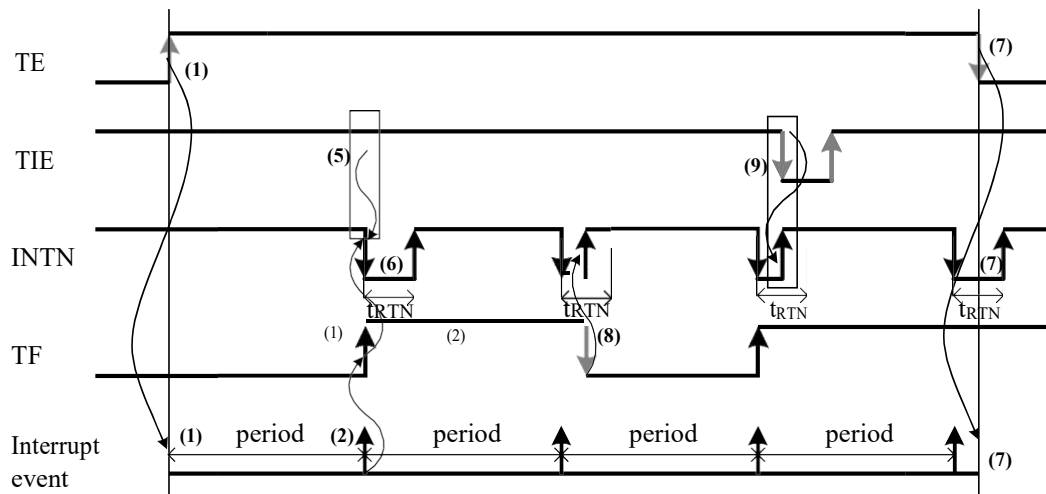 TE
(1)
(7)
TIE
(5)
(9)
INTN
(6)
(7)
tRTN
tRTN
tRTN
tRTN
(1)
(2)
(8)
TF
(1)
period
(2)
period
period
period
Interrupt
event
(7)